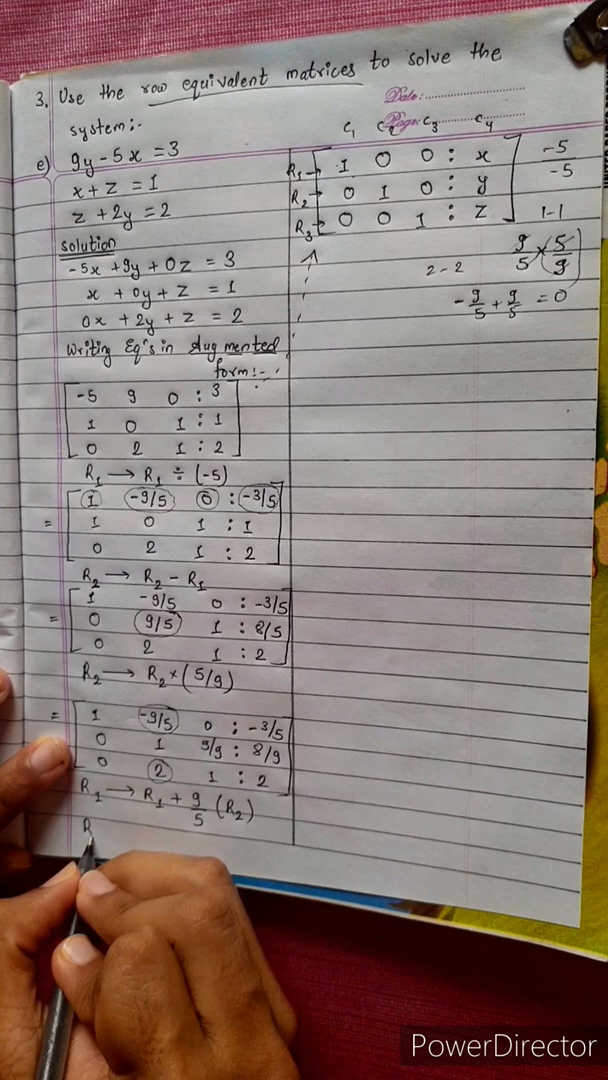 3. Use the row equivalent matrices to solve the
system:-
Date:
Page:
e) 9y - 5x = 3
x + z = 1
z + 2y = 2
solution
-5x + 9y + 0z = 3
x + 0y + z = 1
0x + 2y + z = 2
Writing Eq's in Augmented
form:-
-5 9 0 : 3
1 0 1 : 1
0 2 1 : 2
R1 → R1 ÷ (-5)
1 -9/5 0 : -3/5
= 1 0 1 : 1
0 2 1 : 2
R2 → R2 - R1
1 -9/5 0 : -3/5
= 0 9/5 1 : 8/5
0 2 1 : 2
R2 → R2 × (5/9)
= 1 -9/5 0 : -3/5
0 1 5/9 : 8/9
0 2 1 : 2
R1 → R1 + 9/5 (R2)
R
C1 C2 C3 C4
R1→ 1 0 0 : x
R2→ 0 1 0 : y
R3→ 0 0 1 : z
-5
-5
1-1
2-2
9/5 × (5/9)
-9/5 + 9/5 = 0
PowerDirector